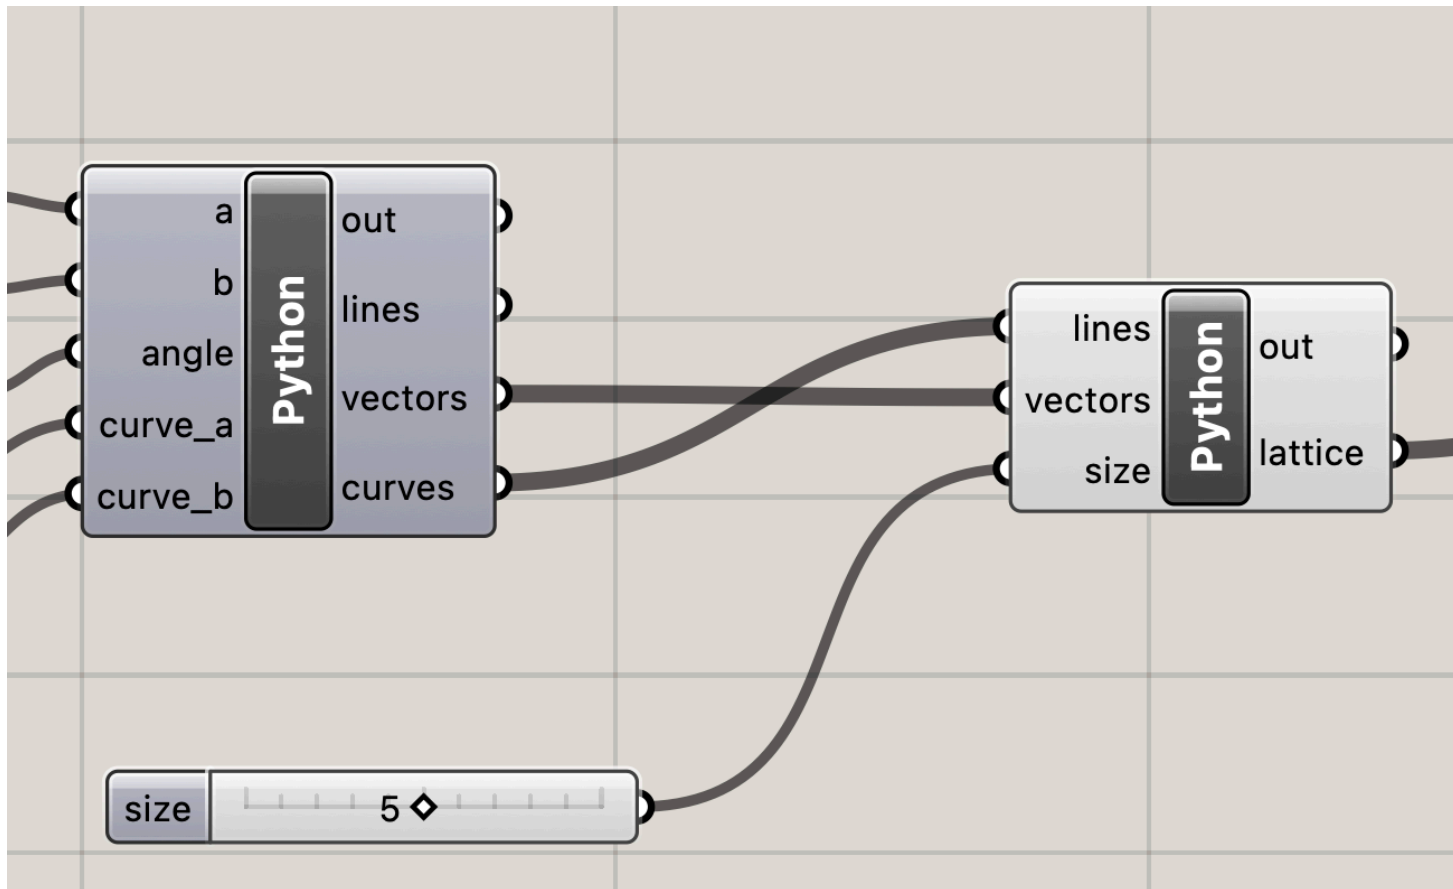 a
b
angle
curve_a
curve_b
Python
out
lines
vectors
curves
lines
vectors
size
Python
out
lattice
size
5